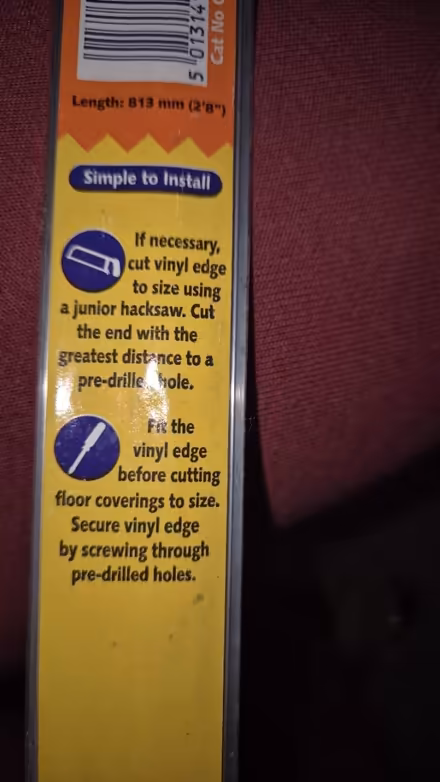 5 01314
Cat No
Length: 813 mm (2'8")
Simple to Install
If necessary,
cut vinyl edge
to size using
a junior hacksaw. Cut
the end with the
greatest distance to a
pre-drilled hole.
Fit the
vinyl edge
before cutting
floor coverings to size.
Secure vinyl edge
by screwing through
pre-drilled holes.